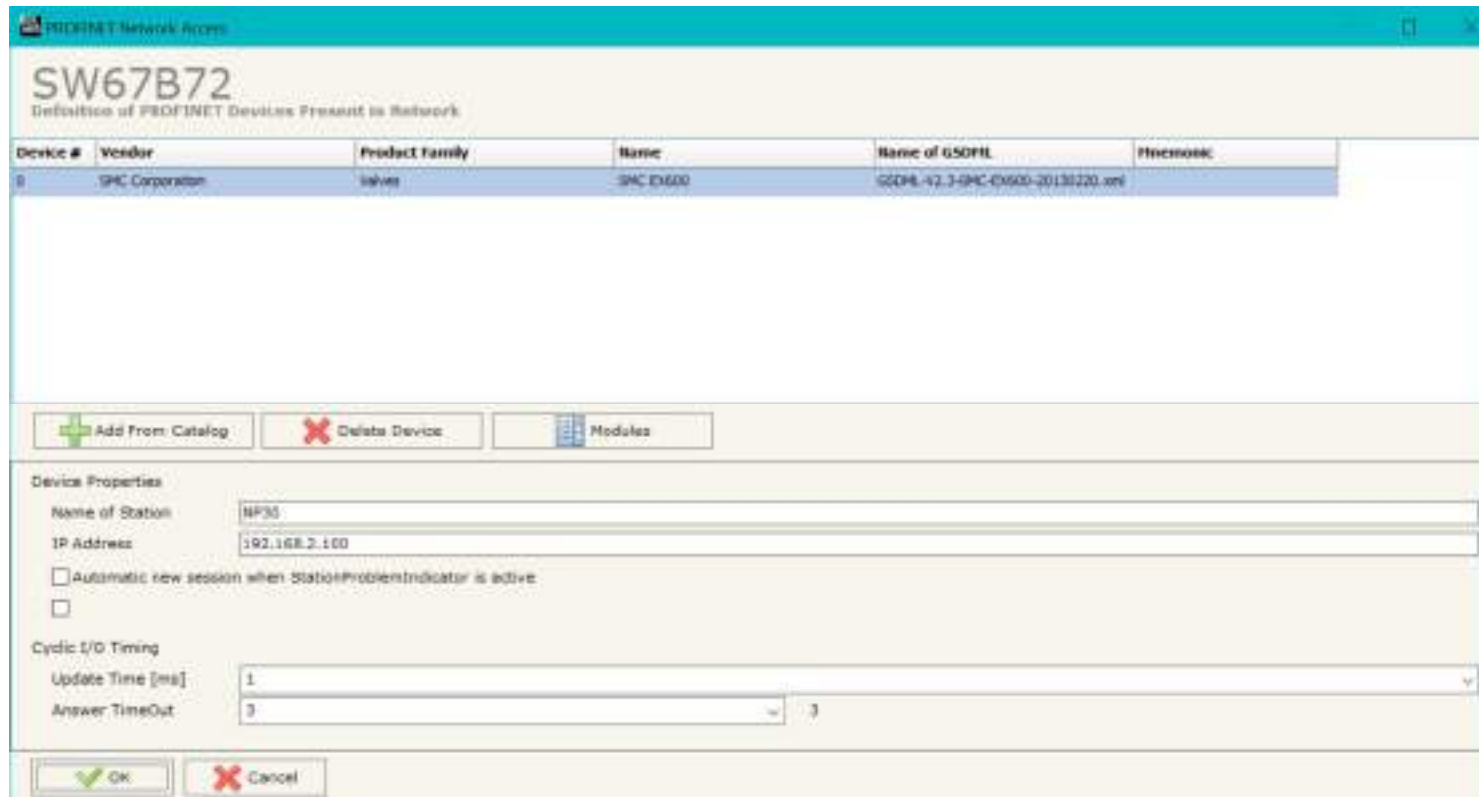 PROFINET Network Access
SW67B72
Definition of PROFINET Devices Present in Network
Device # Vendor Product Family Name Name of GSDML Mnemonic
SMC Corporation Valves SMC EX600 GSDML-V2.3-SMC-EX600-20130220.xml
Add From Catalog Delete Device Modules
Device Properties
Name of Station
IP Address 192.168.2.100
Automatic new session when StationProblemIndicator is active
Cyclic I/O Timing
Update Time [ms] 1
Answer TimeOut 3 3
OK Cancel